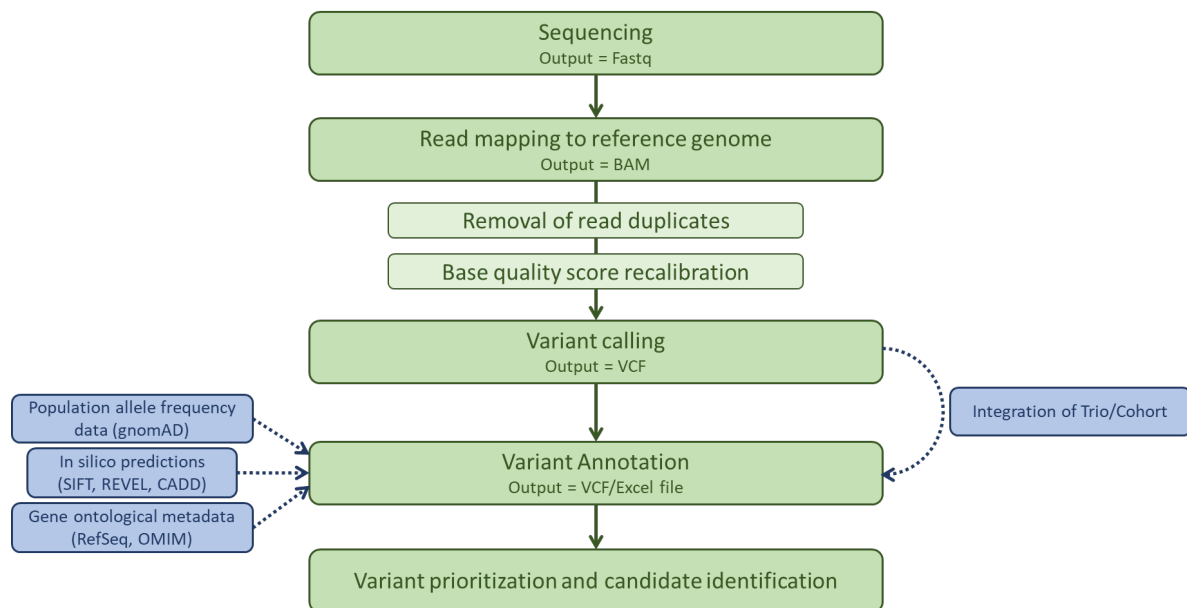 Sequencing
Output = Fastq
Read mapping to reference genome
Output = BAM
Removal of read duplicates
Base quality score recalibration
Variant calling
Output = VCF
Integration of Trio/Cohort
Population allele frequency
data (gnomAD)
In silico predictions
(SIFT, REVEL, CADD)
Gene ontological metadata
(RefSeq, OMIM)
Variant Annotation
Output = VCF/Excel file
Variant prioritization and candidate identification